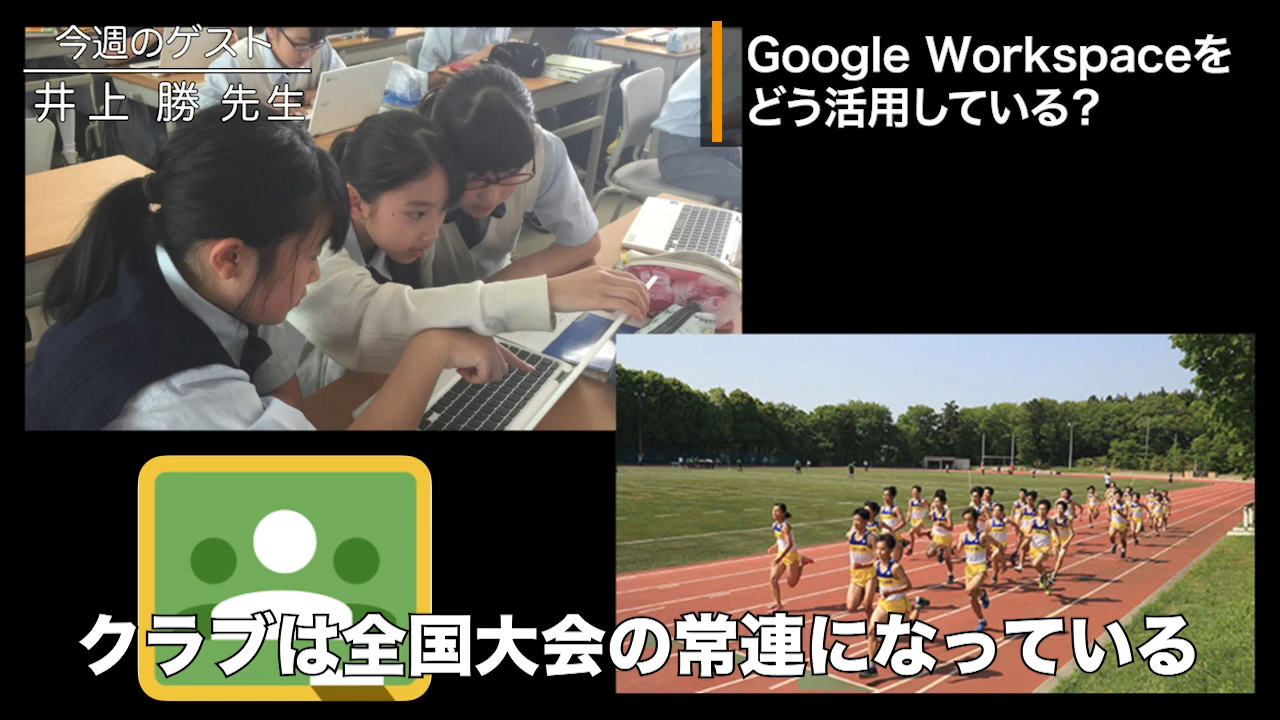 今週のゲスト
井上 勝 先生
Google Workspaceを
どう活用している?
クラブは全国大会の常連になっている